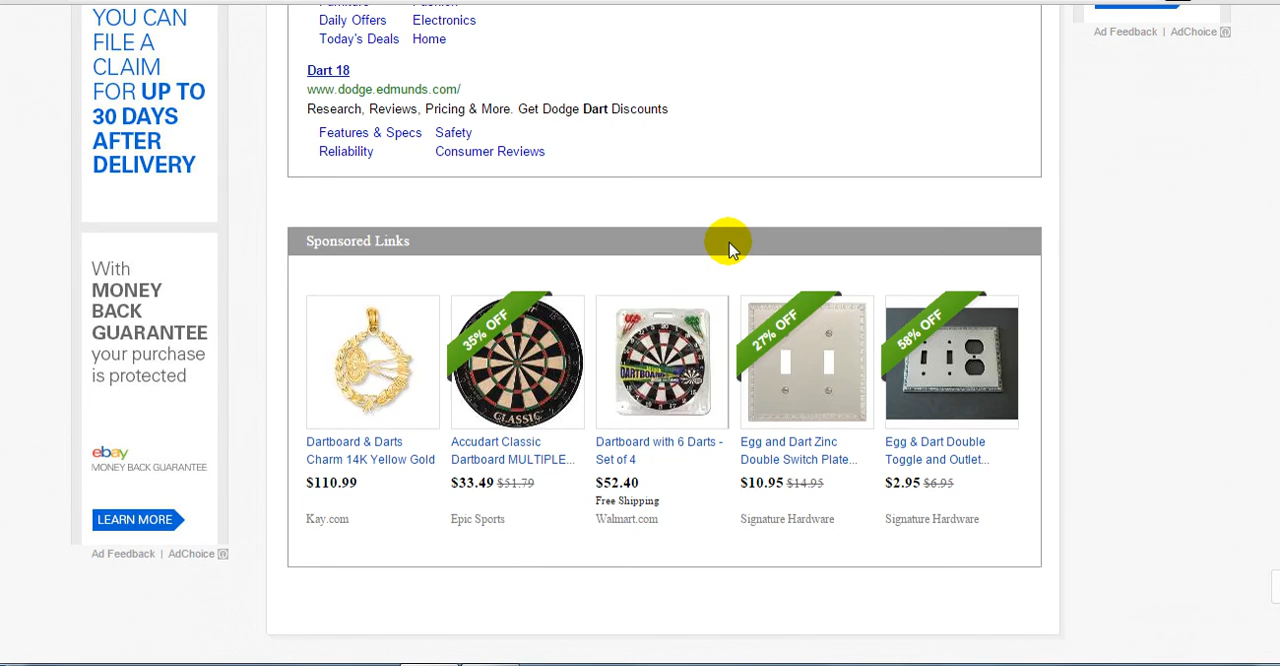 YOU CAN
FILE A
CLAIM
FOR UP TO
30 DAYS
AFTER
DELIVERY
With
MONEY
BACK
GUARANTEE
your purchase
is protected
ebay
MONEY BACK GUARANTEE
LEARN MORE
Ad Feedback | AdChoice
Furniture Fashion
Daily Offers Electronics
Today's Deals Home
Dart 18
www.dodge.edmunds.com/
Research, Reviews, Pricing & More. Get Dodge Dart Discounts
Features & Specs Safety
Reliability Consumer Reviews
Sponsored Links
Dartboard & Darts
Charm 14K Yellow Gold
$110.99
Kay.com
35% OFF
CLASSIC
Accudart Classic
Dartboard MULTIPLE...
$33.49 $51.79
Epic Sports
DARTBOARD
Dartboard with 6 Darts -
Set of 4
$52.40
Free Shipping
Walmart.com
27% OFF
Egg and Dart Zinc
Double Switch Plate...
$10.95 $14.95
Signature Hardware
58% OFF
Egg & Dart Double
Toggle and Outlet...
$2.95 $6.95
Signature Hardware
Ad Feedback | AdChoice